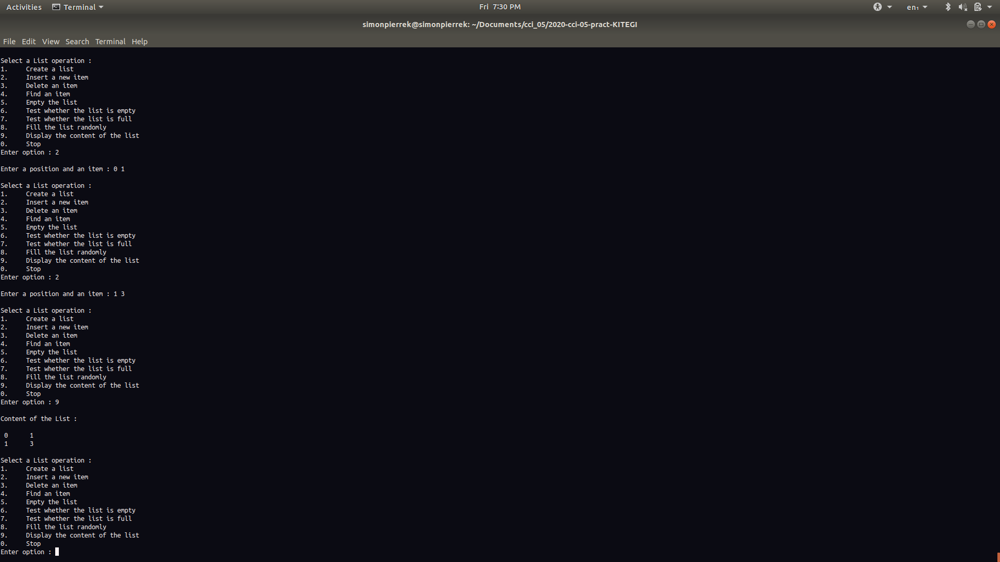 Activities Terminal Fri 7:30 PM en₁
simonpierrek@simonpierrek: ~/Documents/cci_05/2020-cci-05-pract-KITEGI
File Edit View Search Terminal Help
Select a List operation :
1. Create a list
2. Insert a new item
3. Delete an item
4. Find an item
5. Empty the list
6. Test whether the list is empty
7. Test whether the list is full
8. Fill the list randomly
9. Display the content of the list
0. Stop
Enter option : 2
Enter a position and an item : 0 1
Select a List operation :
1. Create a list
2. Insert a new item
3. Delete an item
4. Find an item
5. Empty the list
6. Test whether the list is empty
7. Test whether the list is full
8. Fill the list randomly
9. Display the content of the list
0. Stop
Enter option : 2
Enter a position and an item : 1 3
Select a List operation :
1. Create a list
2. Insert a new item
3. Delete an item
4. Find an item
5. Empty the list
6. Test whether the list is empty
7. Test whether the list is full
8. Fill the list randomly
9. Display the content of the list
0. Stop
Enter option : 9
Content of the List :
0 1
1 3
Select a List operation :
1. Create a list
2. Insert a new item
3. Delete an item
4. Find an item
5. Empty the list
6. Test whether the list is empty
7. Test whether the list is full
8. Fill the list randomly
9. Display the content of the list
0. Stop
Enter option :